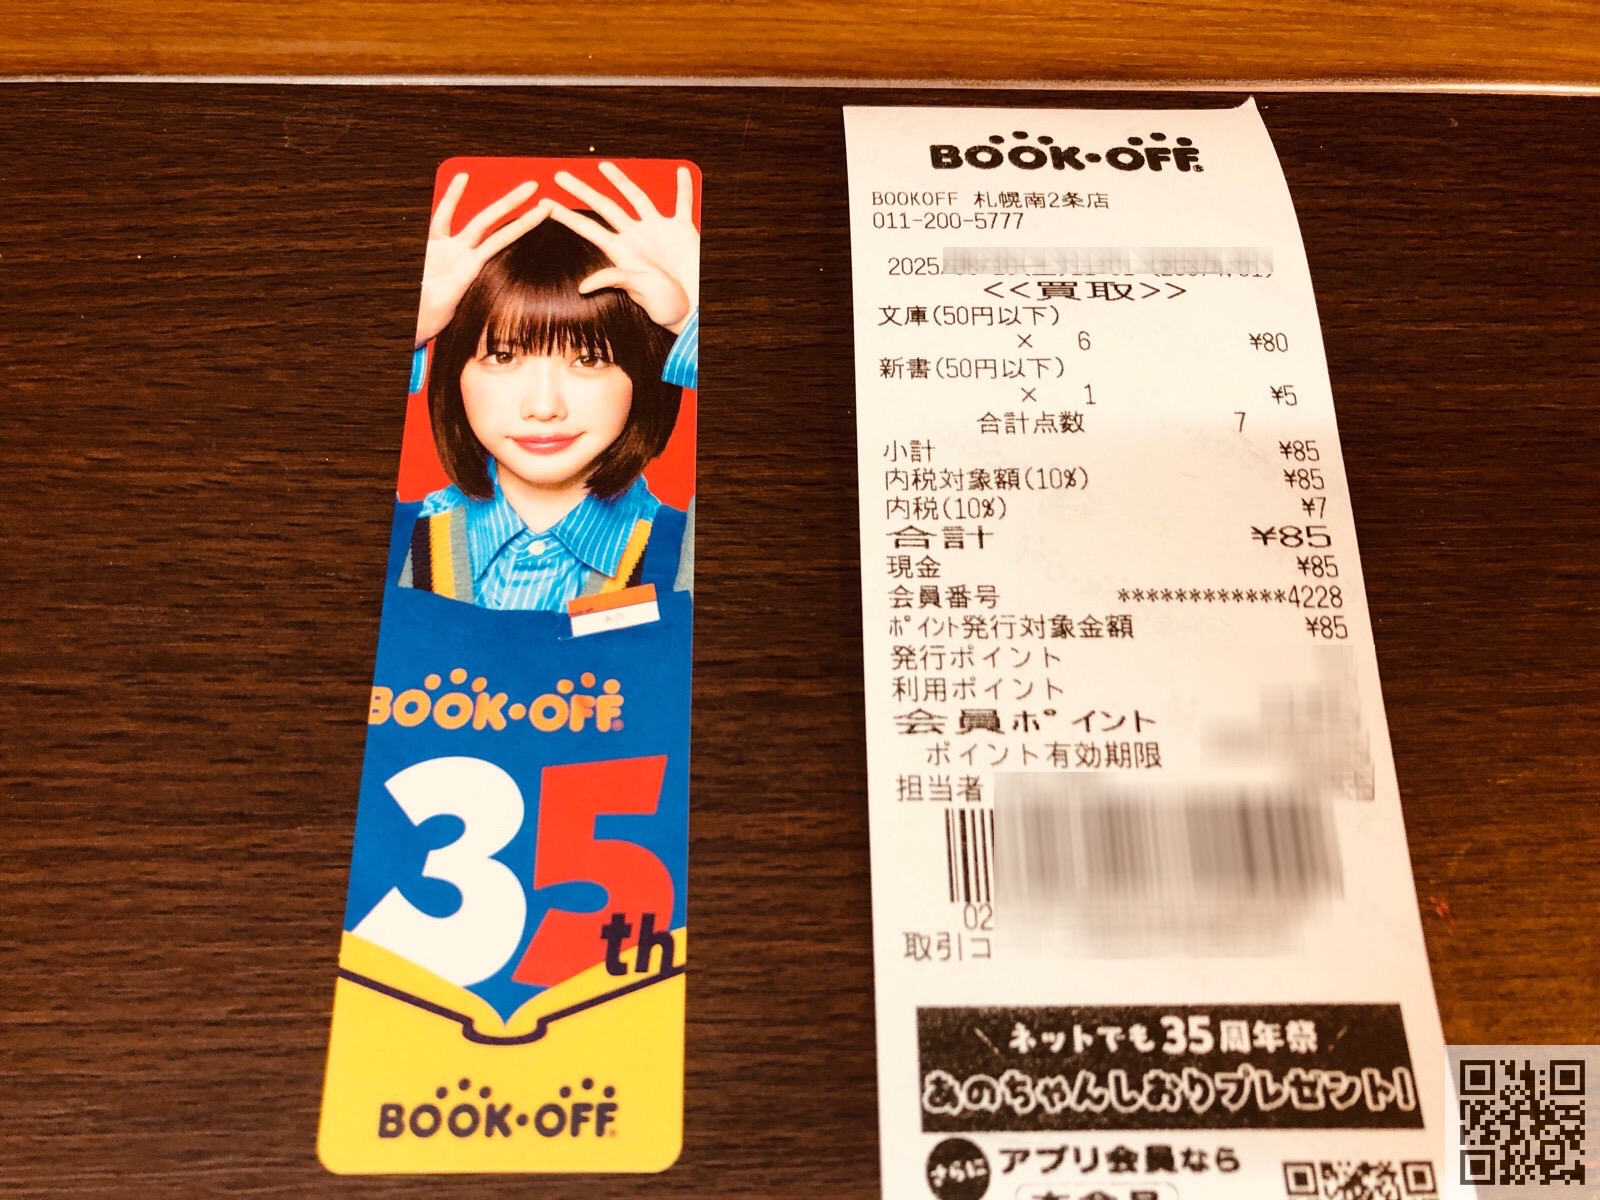 BOOK・OFF
35th
BOOK・OFF
BOOK・OFF
BOOKOFF 札幌南2条店
011-200-5777
2025
<<買取>>
文庫(50円以下)
× 6 ¥80
新書(50円以下)
× 1 ¥5
合計点数 7
小計 ¥85
内税対象額(10%) ¥85
内税(10%) ¥7
合計 ¥85
現金 ¥85
会員番号 ************4228
ポイント発行対象金額 ¥85
発行ポイント
利用ポイント
会員ポイント
ポイント有効期限
担当者
02
取引コ
ネットでも35周年祭
あのちゃんしおりプレゼント!
さらに アプリ会員なら